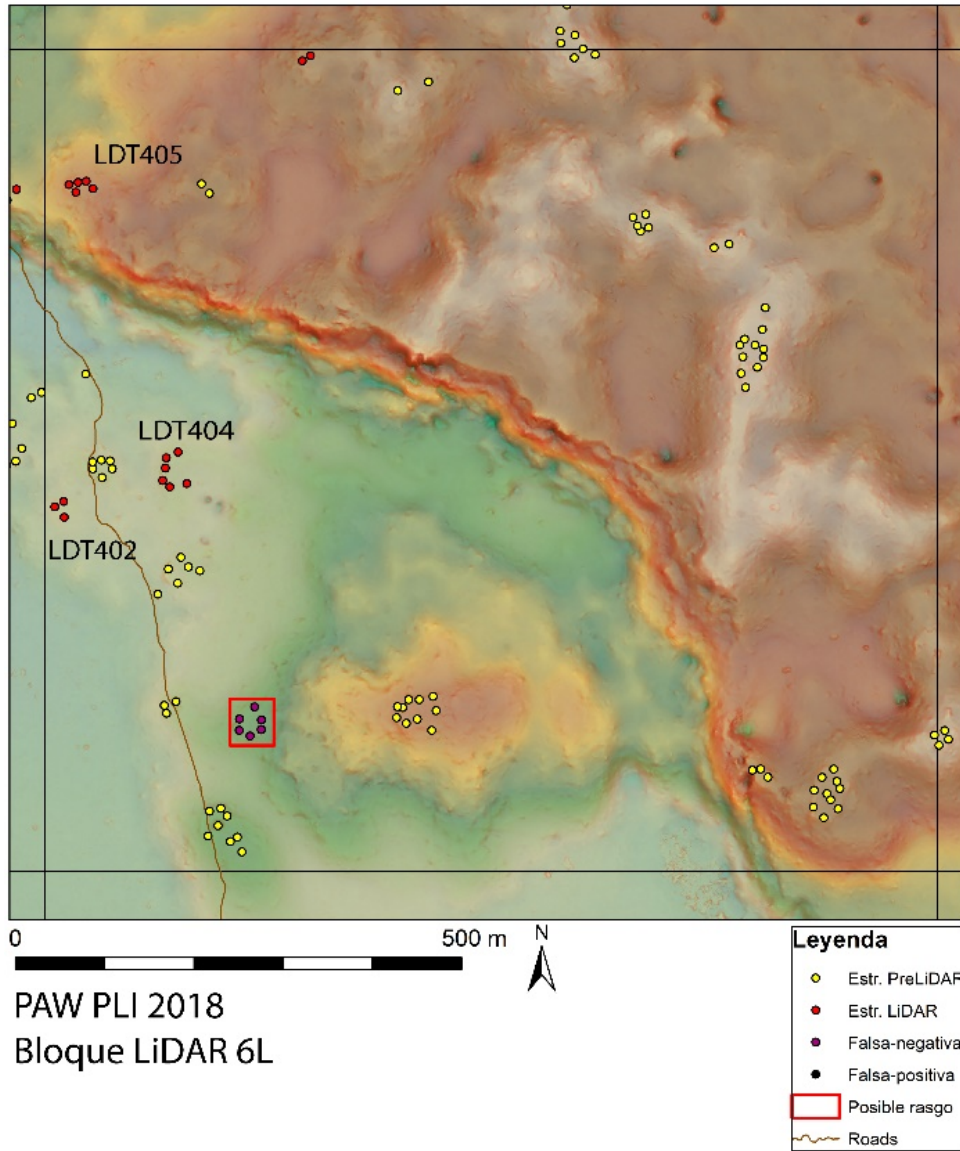 LDT405
LDT404
LDT402
0 500 m
N
PAW PLI 2018
Bloque LiDAR 6L
Leyenda
Estr. PreLiDAR
Estr. LiDAR
Falsa-negativa
Falsa-positiva
Posible rasgo
Roads